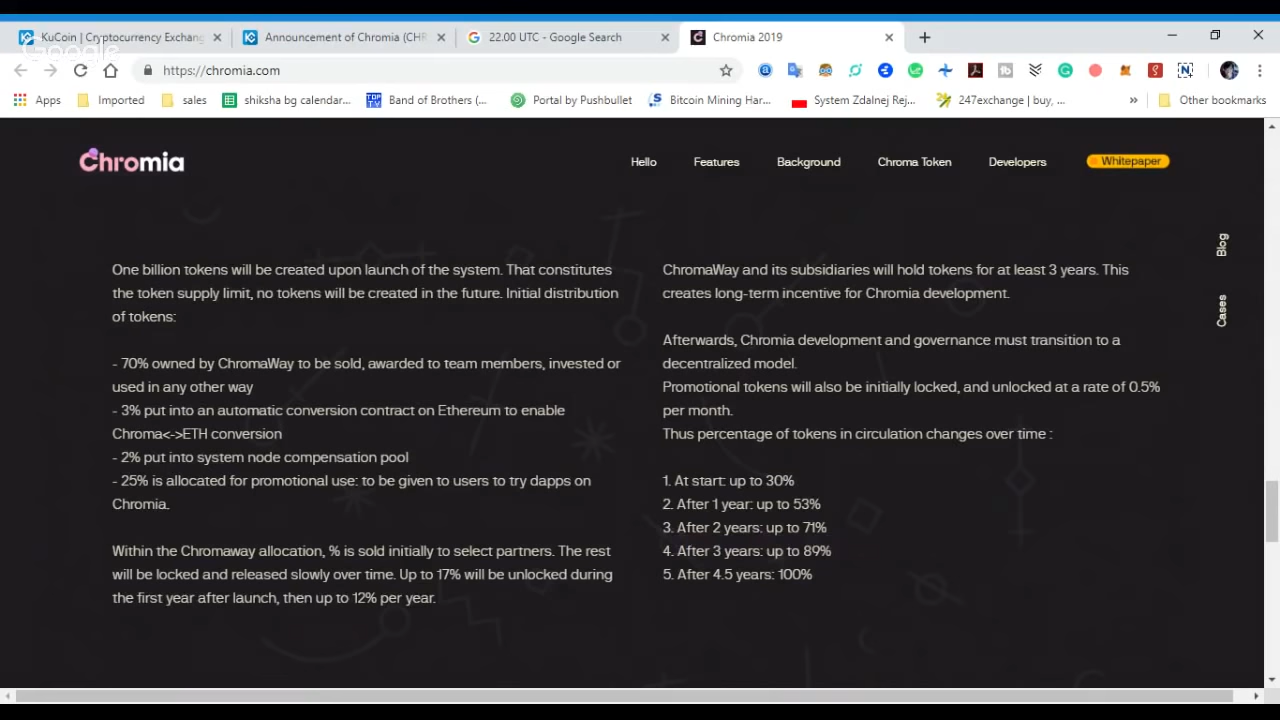 KuCoin | Cryptocurrency Exchang
Announcement of Chromia (CHR
22.00 UTC - Google Search
Chromia 2019
Google
https://chromia.com
Apps
Imported
sales
shiksha bg calendar...
Band of Brothers (...
Portal by Pushbullet
Bitcoin Mining Har...
System Zdalnej Rej...
247exchange | buy, ...
Other bookmarks
Chromia
Hello
Features
Background
Chroma Token
Developers
Whitepaper
Blog
Cases
One billion tokens will be created upon launch of the system. That constitutes
the token supply limit, no tokens will be created in the future. Initial distribution
of tokens:
- 70% owned by ChromaWay to be sold, awarded to team members, invested or
used in any other way
- 3% put into an automatic conversion contract on Ethereum to enable
Chroma<->ETH conversion
- 2% put into system node compensation pool
- 25% is allocated for promotional use: to be given to users to try dapps on
Chromia.
Within the Chromaway allocation, % is sold initially to select partners. The rest
will be locked and released slowly over time. Up to 17% will be unlocked during
the first year after launch, then up to 12% per year.
ChromaWay and its subsidiaries will hold tokens for at least 3 years. This
creates long-term incentive for Chromia development.
Afterwards, Chromia development and governance must transition to a
decentralized model.
Promotional tokens will also be initially locked, and unlocked at a rate of 0.5%
per month.
Thus percentage of tokens in circulation changes over time :
1. At start: up to 30%
2. After 1 year: up to 53%
3. After 2 years: up to 71%
4. After 3 years: up to 89%
5. After 4.5 years: 100%